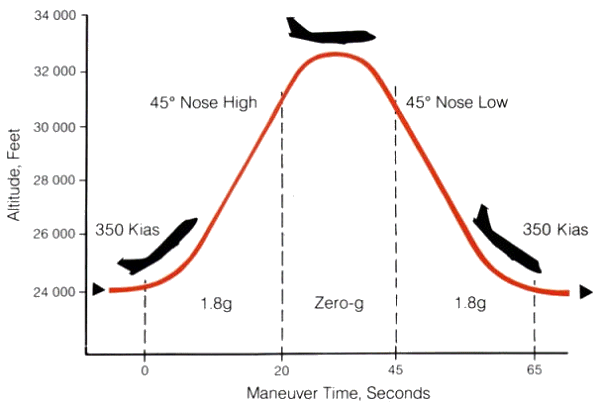 34 000
32 000
30 000
28 000
26 000
24 000
Altitude, Feet
45° Nose High
45° Nose Low
350 Kias
350 Kias
1.8g
Zero-g
1.8g
0
20
45
65
Maneuver Time, Seconds